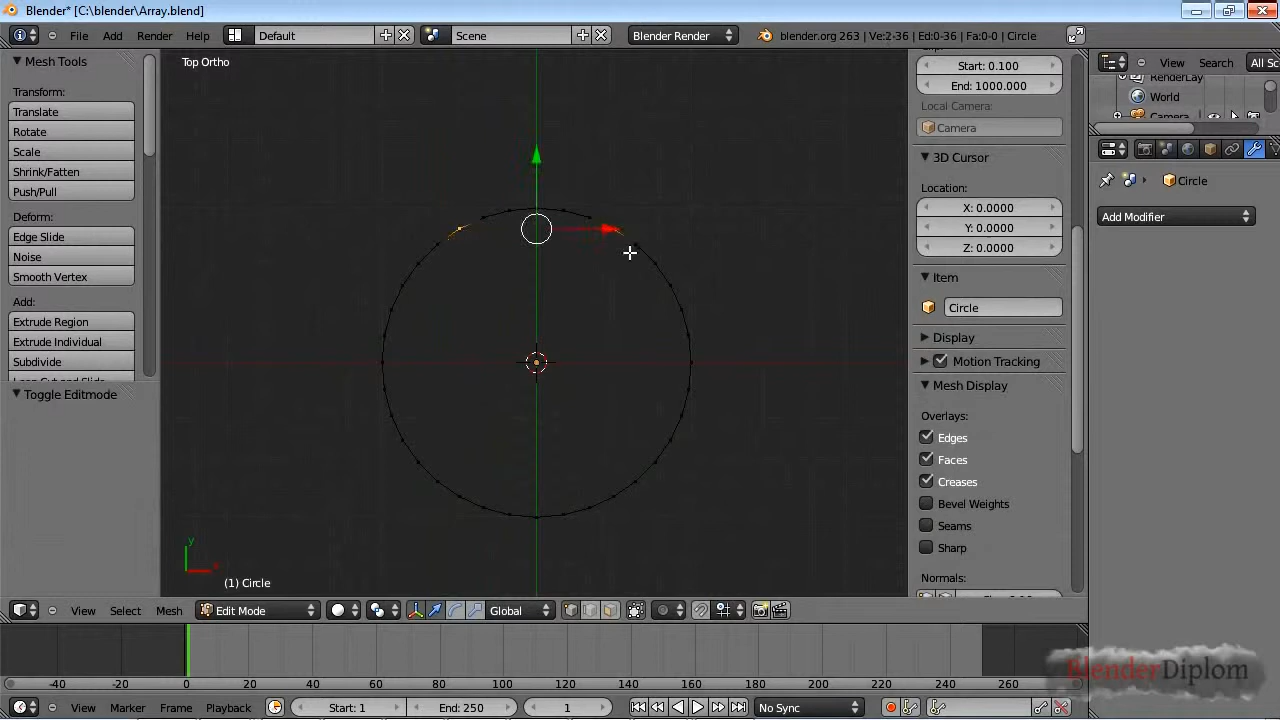 Blender* [C:\blender\Array.blend]
File Add Render Help Default Scene Blender Render blender.org 263 | Ve:2-36 | Ed:0-36 | Fa:0-0 | Circle
Mesh Tools
Transform:
Translate
Rotate
Scale
Shrink/Fatten
Push/Pull
Deform:
Edge Slide
Noise
Smooth Vertex
Add:
Extrude Region
Extrude Individual
Subdivide
Toggle Editmode
Top Ortho
y
x
(1) Circle
Start: 0.100
End: 1000.000
Local Camera:
Camera
3D Cursor
Location:
X: 0.0000
Y: 0.0000
Z: 0.0000
Item
Circle
Display
Motion Tracking
Mesh Display
Overlays:
Edges
Faces
Creases
Bevel Weights
Seams
Sharp
Normals:
View Search All Sc
RenderLay
World
Camera
Circle
Add Modifier
View Select Mesh Edit Mode Global
-40 -20 0 20 40 60 80 100 120 140 160 180 200 220 240 260
View Marker Frame Playback Start: 1 End: 250 1 No Sync
BlenderDiplom